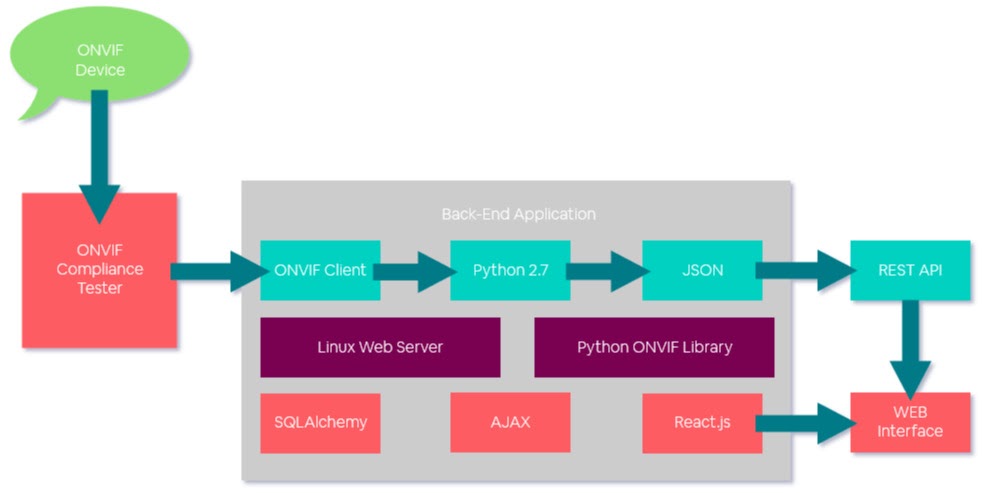 ONVIF
Device
Back-End Application
ONVIF
Compliance
Tester
ONVIF Client
Python 2.7
JSON
REST API
Linux Web Server
Python ONVIF Library
SQLAlchemy
AJAX
React.js
WEB
Interface